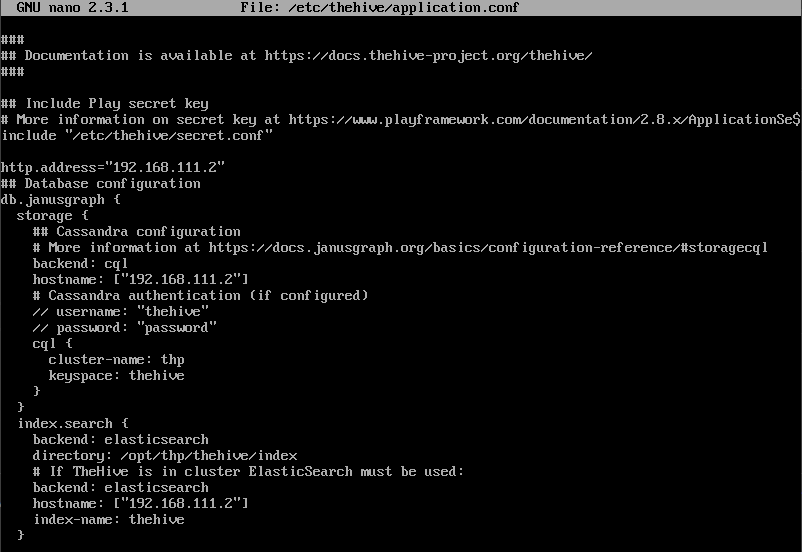 GNU nano 2.3.1 File: /etc/thehive/application.conf
###
## Documentation is available at https://docs.thehive-project.org/thehive/
###
## Include Play secret key
# More information on secret key at https://www.playframework.com/documentation/2.8.x/ApplicationSe$
include "/etc/thehive/secret.conf"
http.address="192.168.111.2"
## Database configuration
db.janusgraph {
  storage {
    ## Cassandra configuration
    # More information at https://docs.janusgraph.org/basics/configuration-reference/#storagecql
    backend: cql
    hostname: ["192.168.111.2"]
    # Cassandra authentication (if configured)
    // username: "thehive"
    // password: "password"
    cql {
      cluster-name: thp
      keyspace: thehive
    }
  }
  index.search {
    backend: elasticsearch
    directory: /opt/thp/thehive/index
    # If TheHive is in cluster ElasticSearch must be used:
    backend: elasticsearch
    hostname: ["192.168.111.2"]
    index-name: thehive
  }